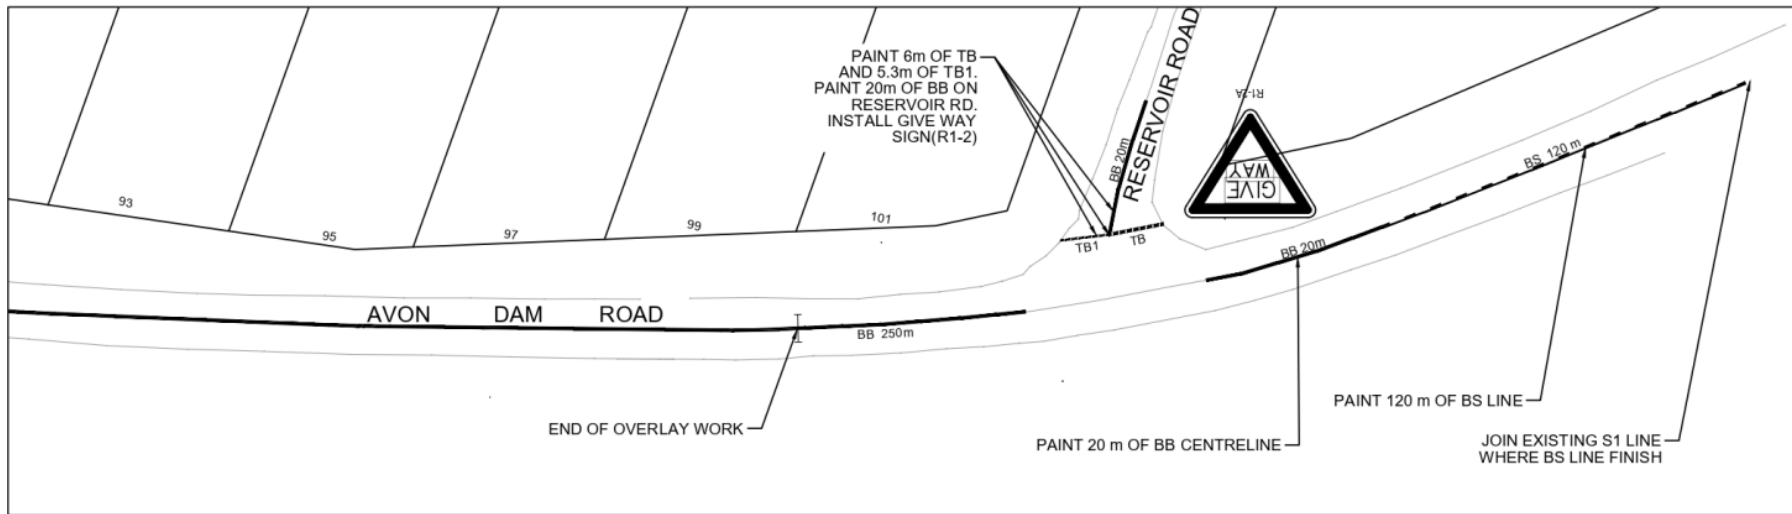 PAINT 6m OF TB
AND 5.3m OF TB1.
PAINT 20m OF BB ON
RESERVOIR RD.
INSTALL GIVE WAY
SIGN(R1-2)
RESERVOIR ROAD
BB 20m
R1-2A
GIVE
WAY
BS 120 m
93
95
97
99
101
TB1
TB
BB 20m
AVON DAM ROAD
BB 250m
END OF OVERLAY WORK
PAINT 20 m OF BB CENTRELINE
PAINT 120 m OF BS LINE
JOIN EXISTING S1 LINE
WHERE BS LINE FINISH